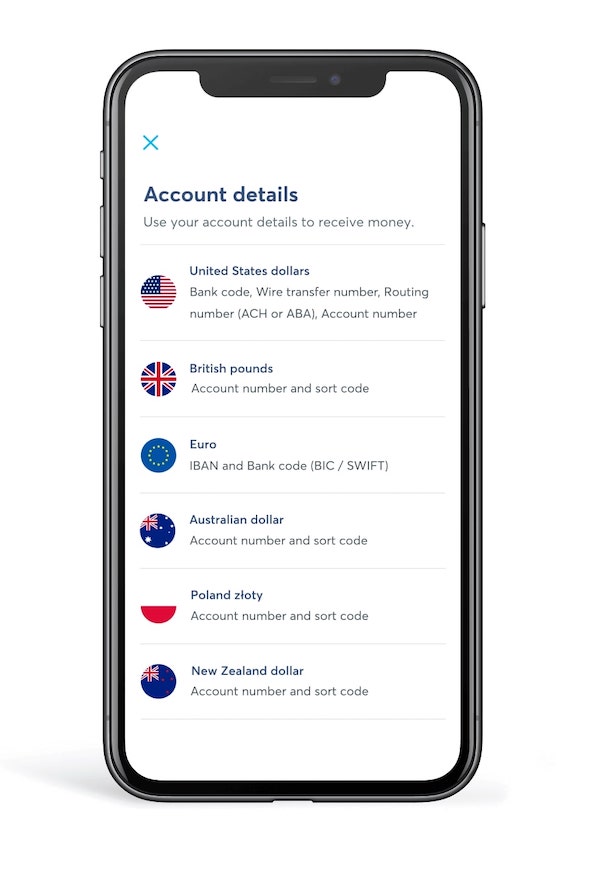 Account details
Use your account details to receive money.
United States dollars
Bank code, Wire transfer number, Routing
number (ACH or ABA), Account number
British pounds
Account number and sort code
Euro
IBAN and Bank code (BIC / SWIFT)
Australian dollar
Account number and sort code
Poland złoty
Account number and sort code
New Zealand dollar
Account number and sort code